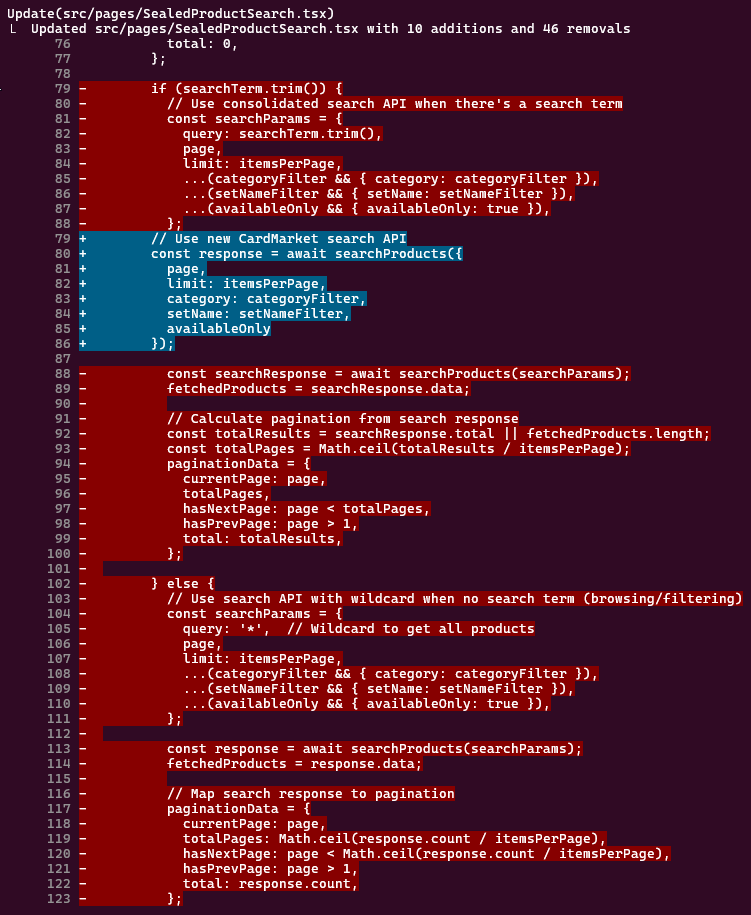 Update(src/pages/SealedProductSearch.tsx)
└ Updated src/pages/SealedProductSearch.tsx with 10 additions and 46 removals
76           total: 0,
77         };
78
79 -        if (searchTerm.trim()) {
80 -          // Use consolidated search API when there's a search term
81 -          const searchParams = {
82 -            query: searchTerm.trim(),
83 -            page,
84 -            limit: itemsPerPage,
85 -            ...(categoryFilter && { category: categoryFilter }),
86 -            ...(setNameFilter && { setName: setNameFilter }),
87 -            ...(availableOnly && { availableOnly: true }),
88 -          };
79 +        // Use new CardMarket search API
80 +        const response = await searchProducts({
81 +          page,
82 +          limit: itemsPerPage,
83 +          category: categoryFilter,
84 +          setName: setNameFilter,
85 +          availableOnly
86 +        });
87
88 -          const searchResponse = await searchProducts(searchParams);
89 -          fetchedProducts = searchResponse.data;
90 -
91 -          // Calculate pagination from search response
92 -          const totalResults = searchResponse.total || fetchedProducts.length;
93 -          const totalPages = Math.ceil(totalResults / itemsPerPage);
94 -          paginationData = {
95 -            currentPage: page,
96 -            totalPages,
97 -            hasNextPage: page < totalPages,
98 -            hasPrevPage: page > 1,
99 -            total: totalResults,
100 -          };
101 -
102 -        } else {
103 -          // Use search API with wildcard when no search term (browsing/filtering)
104 -          const searchParams = {
105 -            query: '*',  // Wildcard to get all products
106 -            page,
107 -            limit: itemsPerPage,
108 -            ...(categoryFilter && { category: categoryFilter }),
109 -            ...(setNameFilter && { setName: setNameFilter }),
110 -            ...(availableOnly && { availableOnly: true }),
111 -          };
112 -
113 -          const response = await searchProducts(searchParams);
114 -          fetchedProducts = response.data;
115 -
116 -          // Map search response to pagination
117 -          paginationData = {
118 -            currentPage: page,
119 -            totalPages: Math.ceil(response.count / itemsPerPage),
120 -            hasNextPage: page < Math.ceil(response.count / itemsPerPage),
121 -            hasPrevPage: page > 1,
122 -            total: response.count,
123 -          };